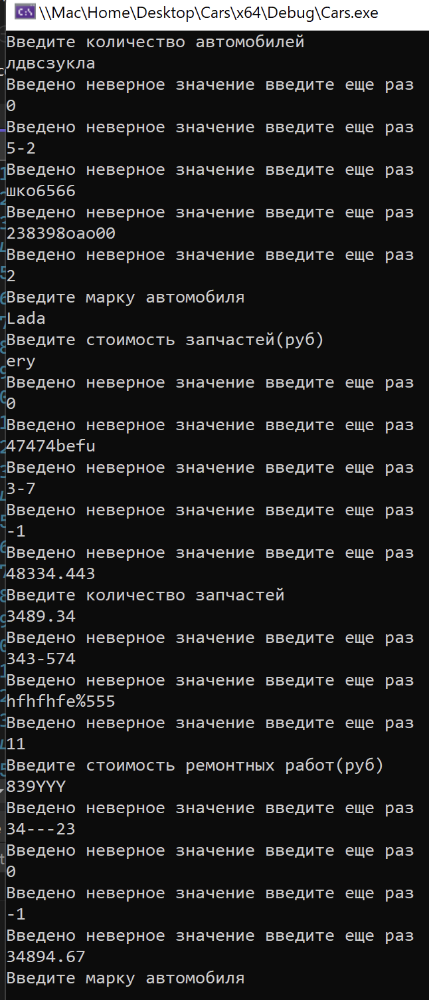 \\Mac\Home\Desktop\Cars\x64\Debug\Cars.exe
Введите количество автомобилей
лдвсзукла
Введено неверное значение введите еще раз
0
Введено неверное значение введите еще раз
5-2
Введено неверное значение введите еще раз
шко6566
Введено неверное значение введите еще раз
238398оао00
Введено неверное значение введите еще раз
2
Введите марку автомобиля
Lada
Введите стоимость запчастей(руб)
ery
Введено неверное значение введите еще раз
0
Введено неверное значение введите еще раз
47474befu
Введено неверное значение введите еще раз
3-7
Введено неверное значение введите еще раз
-1
Введено неверное значение введите еще раз
48334.443
Введите количество запчастей
3489.34
Введено неверное значение введите еще раз
343-574
Введено неверное значение введите еще раз
hfhfhfe%555
Введено неверное значение введите еще раз
11
Введите стоимость ремонтных работ(руб)
839YYY
Введено неверное значение введите еще раз
34---23
Введено неверное значение введите еще раз
0
Введено неверное значение введите еще раз
-1
Введено неверное значение введите еще раз
34894.67
Введите марку автомобиля